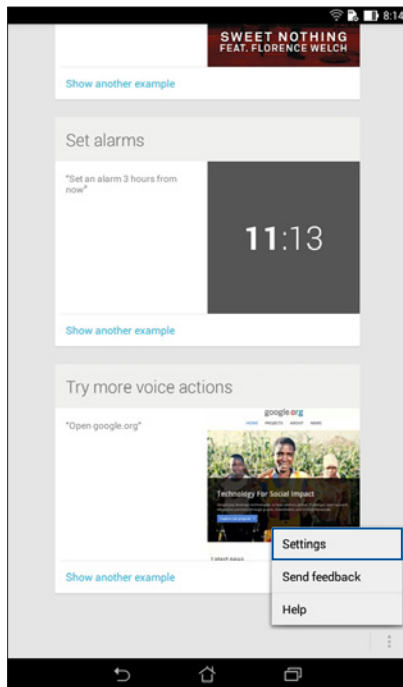 8:14
SWEET NOTHING
FEAT. FLORENCE WELCH
Show another example
Set alarms
"Set an alarm 3 hours from
now"
11:13
Show another example
Try more voice actions
"Open google.org"
google.org
HOME PROJECTS ABOUT NEWS
Technology For Social Impact
Latest news
Show another example
Settings
Send feedback
Help